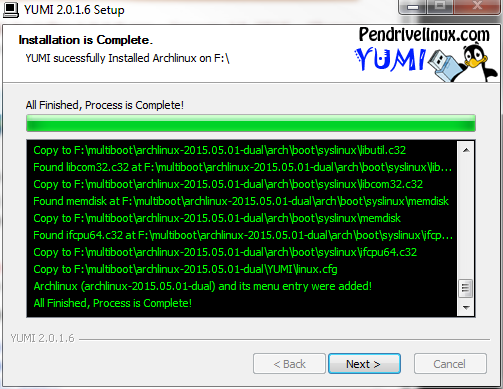 YUMI 2.0.1.6 Setup
Installation is Complete.
YUMI sucessfully Installed Archlinux on F:\
Pendrivelinux.com
YUMI
All Finished, Process is Complete!
Copy to F:\multiboot\archlinux-2015.05.01-dual\arch\boot\syslinux\libutil.c32
Found libcom32.c32 at F:\multiboot\archlinux-2015.05.01-dual\arch\boot\syslinux\lib...
Copy to F:\multiboot\archlinux-2015.05.01-dual\arch\boot\syslinux\libcom32.c32
Found memdisk at F:\multiboot\archlinux-2015.05.01-dual\arch\boot\syslinux\memdisk
Copy to F:\multiboot\archlinux-2015.05.01-dual\arch\boot\syslinux\memdisk
Found ifcpu64.c32 at F:\multiboot\archlinux-2015.05.01-dual\arch\boot\syslinux\ifcp...
Copy to F:\multiboot\archlinux-2015.05.01-dual\arch\boot\syslinux\ifcpu64.c32
Copy to F:\multiboot\archlinux-2015.05.01-dual\YUMI\linux.cfg
Archlinux (archlinux-2015.05.01-dual) and its menu entry were added!
All Finished, Process is Complete!
YUMI 2.0.1.6
< Back
Next >
Cancel